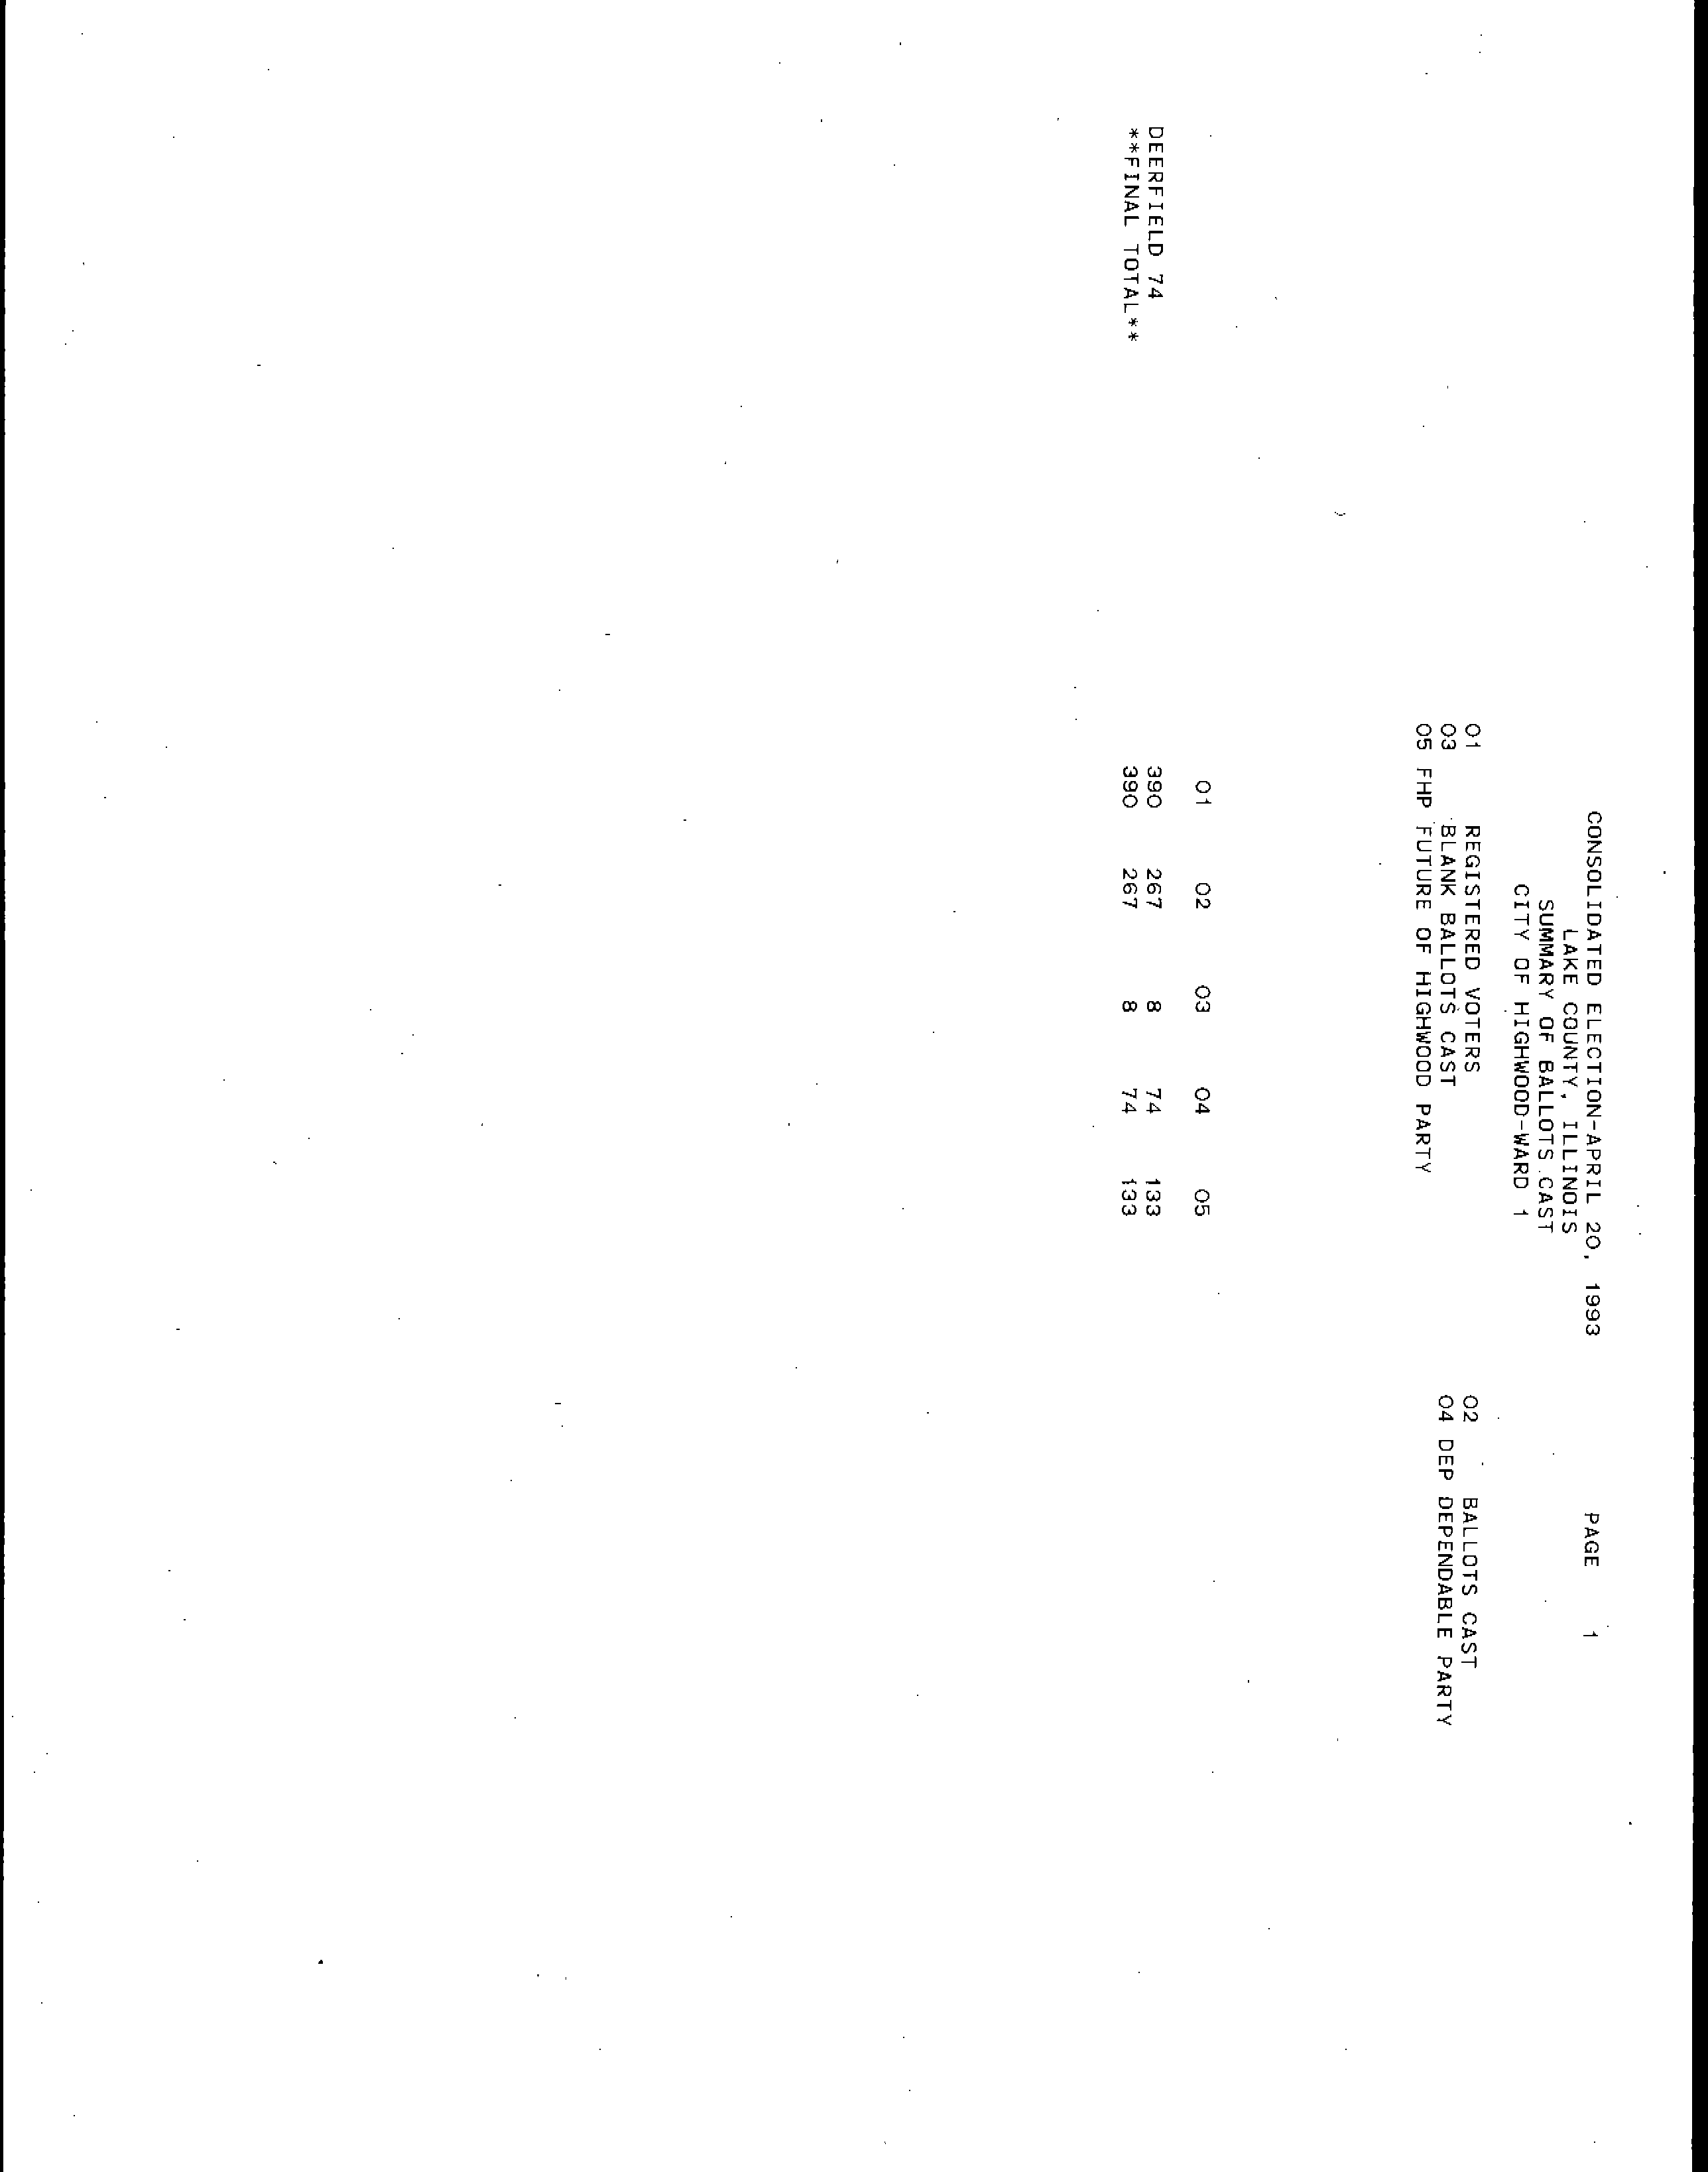 CONSOLIDATED ELECTION-APRIL 20, 1993 PAGE 1
LAKE COUNTY, ILLINOIS
SUMMARY OF BALLOTS CAST
CITY OF HIGHWOOD-WARD 1
01 REGISTERED VOTERS 02 BALLOTS CAST
03 BLANK BALLOTS CAST 04 DEP DEPENDABLE PARTY
05 FHP FUTURE OF HIGHWOOD PARTY
01 02 03 04 05
DEERFIELD 74 390 267 8 74 133
**FINAL TOTAL** 390 267 8 74 133